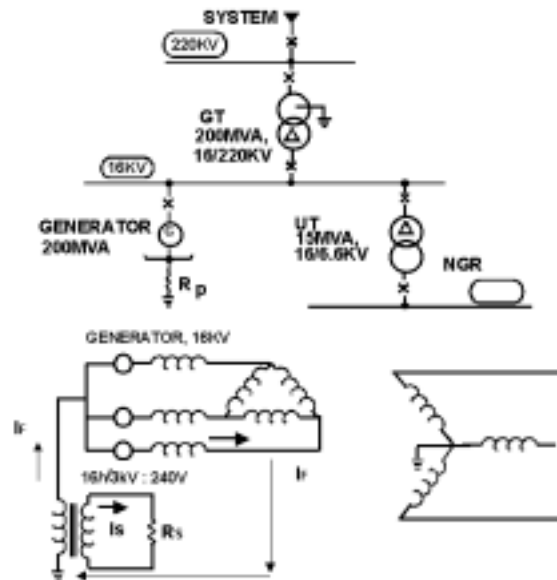 SYSTEM
220KV
GT
200MVA,
16/220KV
16KV
GENERATOR
200MVA
G
Rp
UT
15MVA,
16/6.6KV
NGR
GENERATOR, 16KV
IF
IF
16/√3kV : 240V
Is
Rs